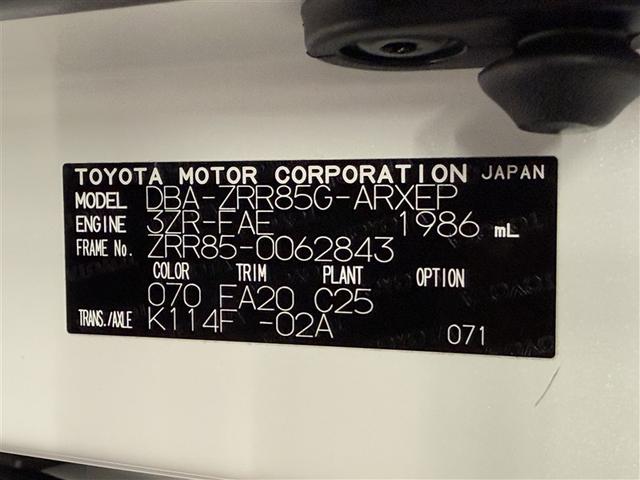 TOYOTA MOTOR CORPORATION JAPAN
MODEL DBA-ZRR85G-ARXEP
ENGINE 3ZR-FAE 1986 mL
FRAME No. ZRR85-0062843
COLOR TRIM PLANT OPTION
070 FA20 C25
TRANS./AXLE K114F -02A 071